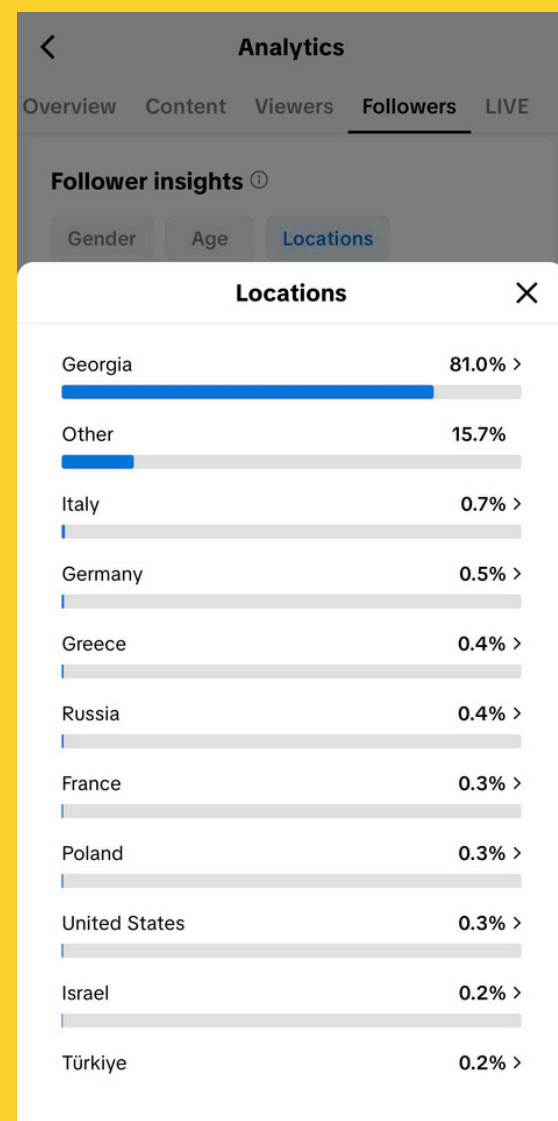 Analytics
Overview Content Viewers Followers LIVE
Follower insights
Gender Age Locations
Locations
Georgia 81.0%
Other 15.7%
Italy 0.7%
Germany 0.5%
Greece 0.4%
Russia 0.4%
France 0.3%
Poland 0.3%
United States 0.3%
Israel 0.2%
Türkiye 0.2%